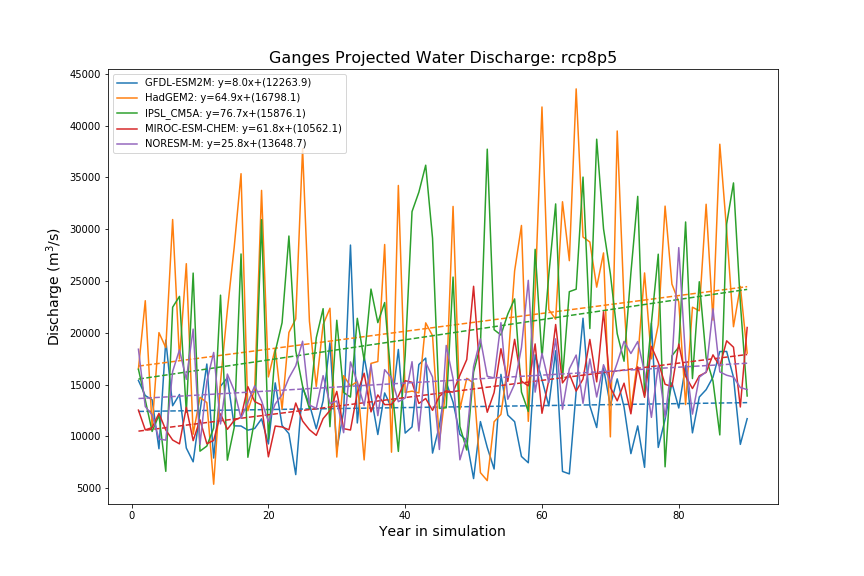 Ganges Projected Water Discharge: rcp8p5
GFDL-ESM2M: y=8.0x+(12263.9)
HadGEM2: y=64.9x+(16798.1)
IPSL_CM5A: y=76.7x+(15876.1)
MIROC-ESM-CHEM: y=61.8x+(10562.1)
NORESM-M: y=25.8x+(13648.7)
45000
40000
35000
30000
25000
20000
15000
10000
5000
Discharge (m³/s)
0 20 40 60 80
Year in simulation